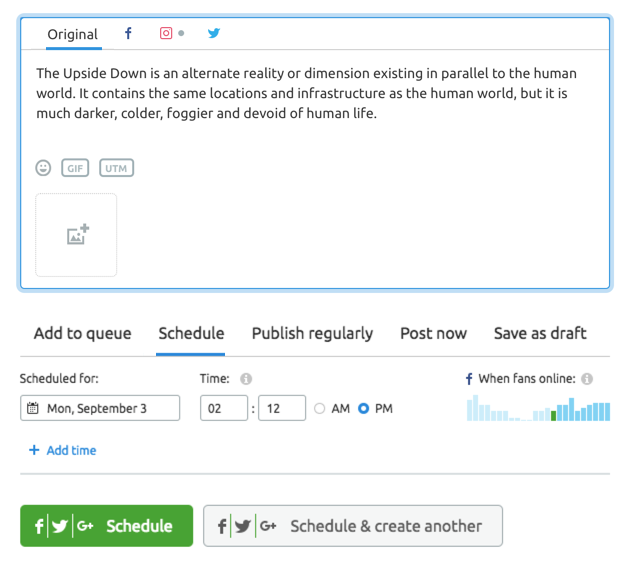 Original
The Upside Down is an alternate reality or dimension existing in parallel to the human
world. It contains the same locations and infrastructure as the human world, but it is
much darker, colder, foggier and devoid of human life.
GIF UTM
Add to queue Schedule Publish regularly Post now Save as draft
Scheduled for: Time: When fans online:
Mon, September 3 02 : 12 AM PM
+ Add time
G+ Schedule G+ Schedule & create another